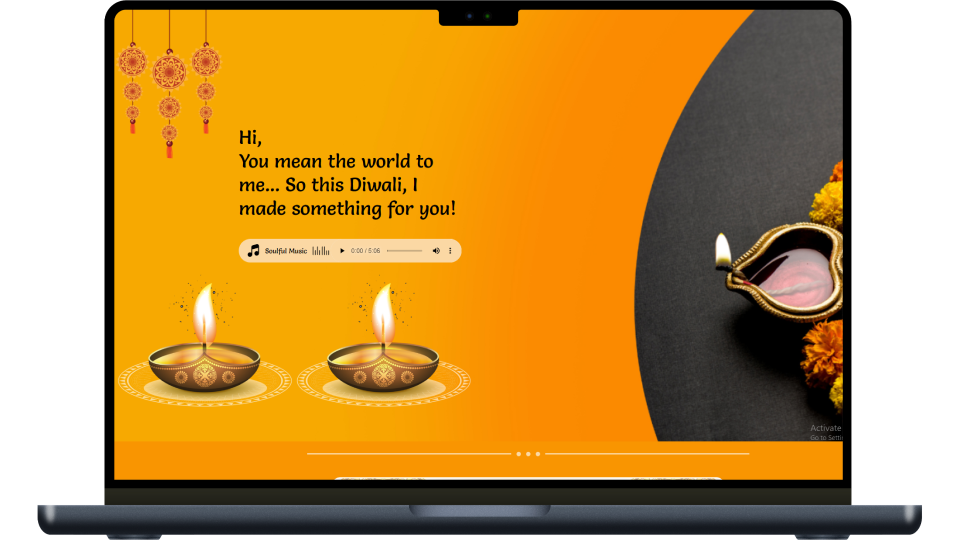 Hi,
You mean the world to
me... So this Diwali, I
made something for you!
Soulful Music 0:00 / 5:06
Activate
Go to Setti